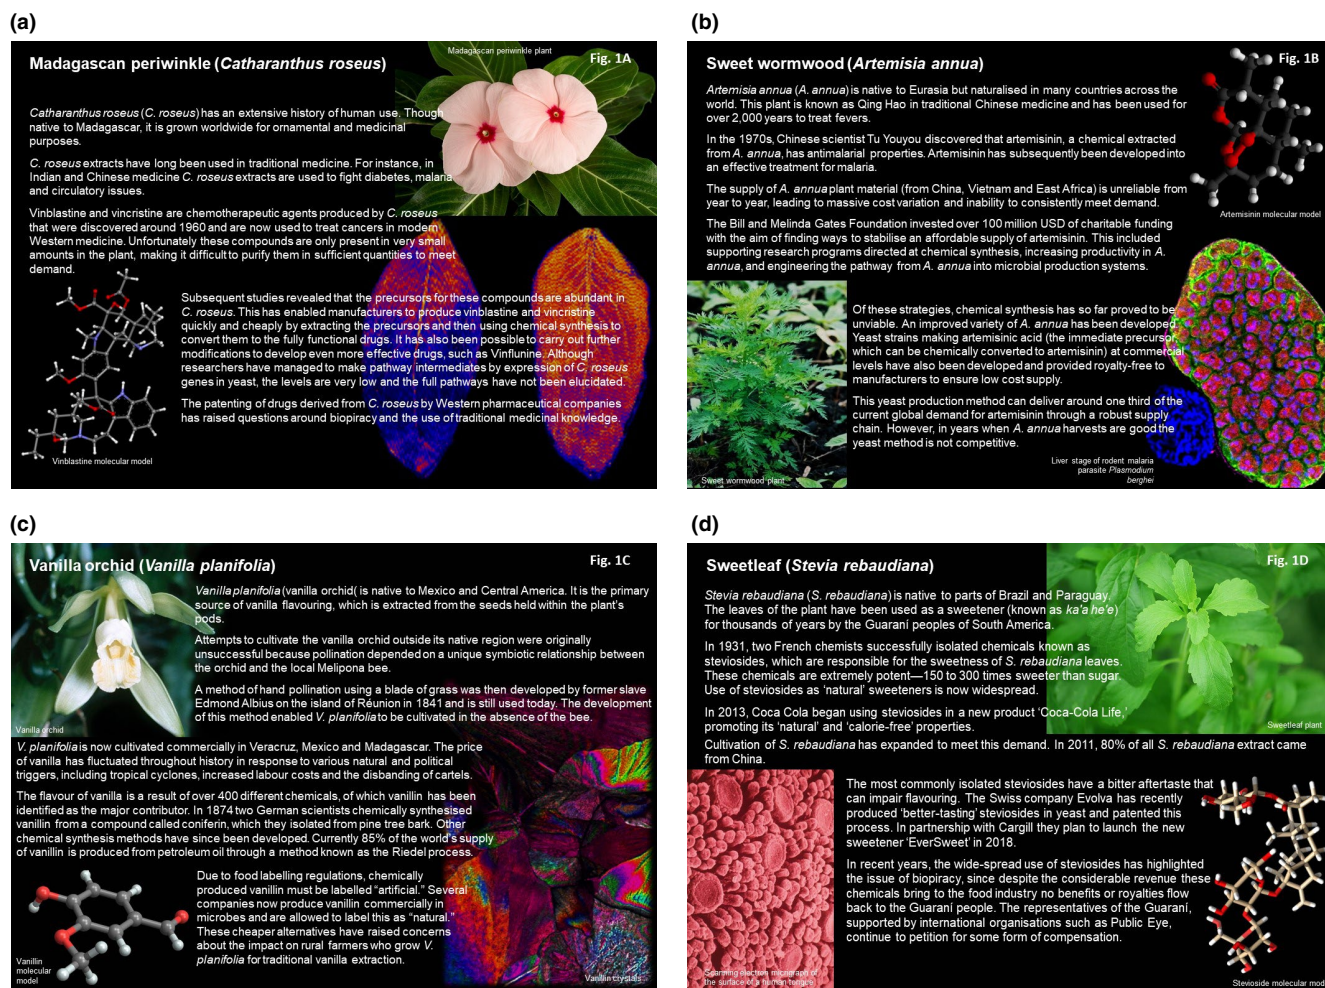 (a)
Madagascan periwinkle plant
Fig. 1A
Madagascan periwinkle (Catharanthus roseus)
Catharanthus roseus (C. roseus) has an extensive history of human use. Though
native to Madagascar, it is grown worldwide for ornamental and medicinal
purposes.
C. roseus extracts have long been used in traditional medicine. For instance, in
Indian and Chinese medicine C. roseus extracts are used to fight diabetes, malaria
and circulatory issues.
Vinblastine and vincristine are chemotherapeutic agents produced by C. roseus
that were discovered around 1960 and are now used to treat cancers in modern
Western medicine. Unfortunately these compounds are only present in very small
amounts in the plant, making it difficult to purify them in sufficient quantities to meet
demand.
Subsequent studies revealed that the precursors for these compounds are abundant in
C. roseus. This has enabled manufacturers to produce vinblastine and vincristine
quickly and cheaply by extracting the precursors and then using chemical synthesis to
convert them to the fully functional drugs. It has also been possible to carry out further
modifications to develop even more effective drugs, such as Vinflunine. Although
researchers have managed to make pathway intermediates by expression of C. roseus
genes in yeast, the levels are very low and the full pathways have not been elucidated.
The patenting of drugs derived from C. roseus by Western pharmaceutical companies
has raised questions around biopiracy and the use of traditional medicinal knowledge.
Vinblastine molecular model
(b)
Fig. 1B
Sweet wormwood (Artemisia annua)
Artemisia annua (A. annua) is native to Eurasia but naturalised in many countries across the
world. This plant is known as Qing Hao in traditional Chinese medicine and has been used for
over 2,000 years to treat fevers.
In the 1970s, Chinese scientist Tu Youyou discovered that artemisinin, a chemical extracted
from A. annua, has antimalarial properties. Artemisinin has subsequently been developed into
an effective treatment for malaria.
The supply of A. annua plant material (from China, Vietnam and East Africa) is unreliable from
year to year, leading to massive cost variation and inability to consistently meet demand.
Artemisinin molecular model
The Bill and Melinda Gates Foundation invested over 100 million USD of charitable funding
with the aim of finding ways to stabilise an affordable supply of artemisinin. This included
supporting research programs directed at chemical synthesis, increasing productivity in A.
annua, and engineering the pathway from A. annua into microbial production systems.
Of these strategies, chemical synthesis has so far proved to be
unviable. An improved variety of A. annua has been developed.
Yeast strains making artemisinic acid (the immediate precursor,
which can be chemically converted to artemisinin) at commercial
levels have also been developed and provided royalty-free to
manufacturers to ensure low cost supply.
This yeast production method can deliver around one third of the
current global demand for artemisinin through a robust supply
chain. However, in years when A. annua harvests are good the
yeast method is not competitive.
Liver stage of rodent malaria
parasite Plasmodium
berghei
Sweet wormwood plant
(c)
Fig. 1C
Vanilla orchid (Vanilla planifolia)
Vanilla planifolia (vanilla orchid( is native to Mexico and Central America. It is the primary
source of vanilla flavouring, which is extracted from the seeds held within the plant's
pods.
Attempts to cultivate the vanilla orchid outside its native region were originally
unsuccessful because pollination depended on a unique symbiotic relationship between
the orchid and the local Melipona bee.
A method of hand pollination using a blade of grass was then developed by former slave
Edmond Albius on the island of Réunion in 1841 and is still used today. The development
of this method enabled V. planifolia to be cultivated in the absence of the bee.
Vanilla orchid
V. planifolia is now cultivated commercially in Veracruz, Mexico and Madagascar. The price
of vanilla has fluctuated throughout history in response to various natural and political
triggers, including tropical cyclones, increased labour costs and the disbanding of cartels.
The flavour of vanilla is a result of over 400 different chemicals, of which vanillin has been
identified as the major contributor. In 1874 two German scientists chemically synthesised
vanillin from a compound called coniferin, which they isolated from pine tree bark. Other
chemical synthesis methods have since been developed. Currently 85% of the world's supply
of vanillin is produced from petroleum oil through a method known as the Riedel process.
Due to food labelling regulations, chemically
produced vanillin must be labelled "artificial." Several
companies now produce vanillin commercially in
microbes and are allowed to label this as "natural."
These cheaper alternatives have raised concerns
about the impact on rural farmers who grow V.
planifolia for traditional vanilla extraction.
Vanillin
molecular
model
Vanillin crystals
(d)
Fig. 1D
Sweetleaf (Stevia rebaudiana)
Stevia rebaudiana (S. rebaudiana) is native to parts of Brazil and Paraguay.
The leaves of the plant have been used as a sweetener (known as ka'a he'e)
for thousands of years by the Guaraní peoples of South America.
In 1931, two French chemists successfully isolated chemicals known as
steviosides, which are responsible for the sweetness of S. rebaudiana leaves.
These chemicals are extremely potent—150 to 300 times sweeter than sugar.
Use of steviosides as 'natural' sweeteners is now widespread.
In 2013, Coca Cola began using steviosides in a new product 'Coca-Cola Life,'
promoting its 'natural' and 'calorie-free' properties.
Sweetleaf plant
Cultivation of S. rebaudiana has expanded to meet this demand. In 2011, 80% of all S. rebaudiana extract came
from China.
The most commonly isolated steviosides have a bitter aftertaste that
can impair flavouring. The Swiss company Evolva has recently
produced 'better-tasting' steviosides in yeast and patented this
process. In partnership with Cargill they plan to launch the new
sweetener 'EverSweet' in 2018.
In recent years, the wide-spread use of steviosides has highlighted
the issue of biopiracy, since despite the considerable revenue these
chemicals bring to the food industry no benefits or royalties flow
back to the Guaraní people. The representatives of the Guaraní,
supported by international organisations such as Public Eye,
continue to petition for some form of compensation.
Scanning electron micrograph of
the surface of a human tongue
Stevioside molecular mod